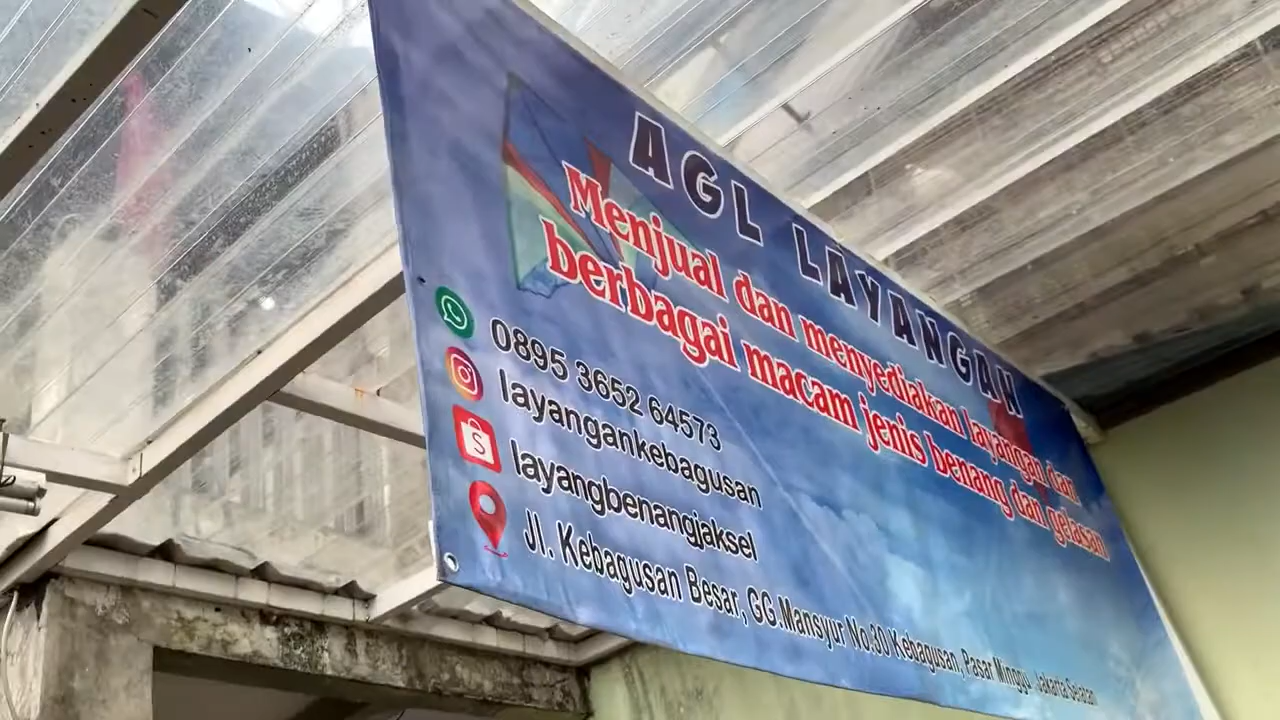 AGL LAYANGAN
Menjual dan menyediakan layangan dan
berbagai macam jenis benang dan gelasan
0895 3652 64573
layangankebagusan
layangbenangjaksel
Jl. Kebagusan Besar, GG.Mansyur No.30 Kebagusan, Pasar Minggu, Jakarta Selatan